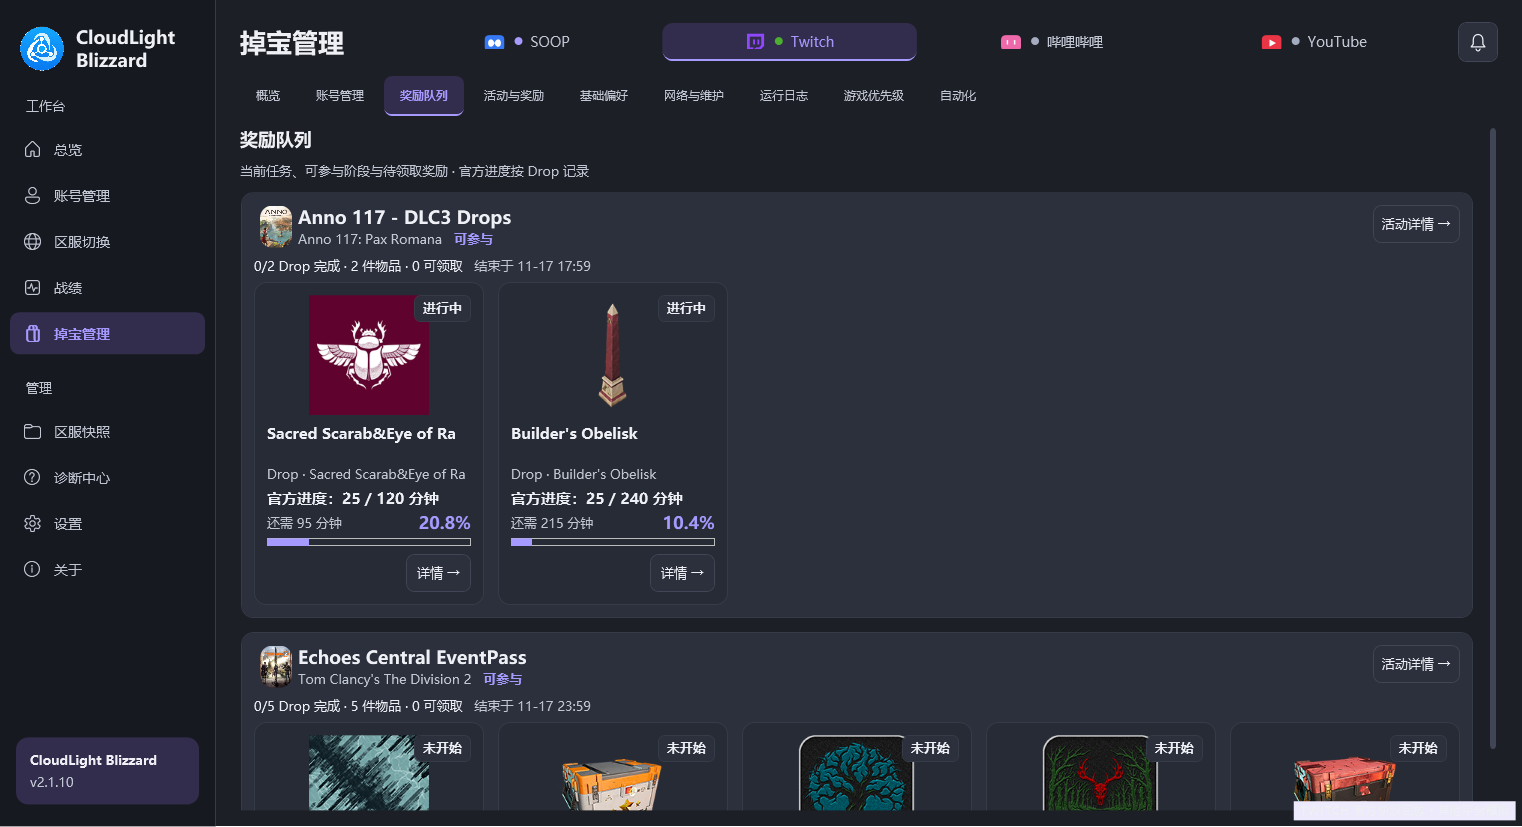 CloudLight
Blizzard
工作台
总览
账号管理
区服切换
战绩
掉宝管理
管理
区服快照
诊断中心
设置
关于
CloudLight Blizzard
v2.1.10
掉宝管理
SOOP
Twitch
哔哩哔哩
YouTube
概览
账号管理
奖励队列
活动与奖励
基础偏好
网络与维护
运行日志
游戏优先级
自动化
奖励队列
当前任务、可参与阶段与待领取奖励 · 官方进度按 Drop 记录
ANNO
Anno 117 - DLC3 Drops
Anno 117: Pax Romana 可参与
活动详情 →
0/2 Drop 完成 · 2 件物品 · 0 可领取 结束于 11-17 17:59
进行中
Sacred Scarab&Eye of Ra
Drop · Sacred Scarab&Eye of Ra
官方进度：25 / 120 分钟
还需 95 分钟 20.8%
详情 →
进行中
Builder's Obelisk
Drop · Builder's Obelisk
官方进度：25 / 240 分钟
还需 215 分钟 10.4%
详情 →
Echoes Central EventPass
Tom Clancy's The Division 2 可参与
活动详情 →
0/5 Drop 完成 · 5 件物品 · 0 可领取 结束于 11-17 23:59
未开始
未开始
未开始
未开始
未开始